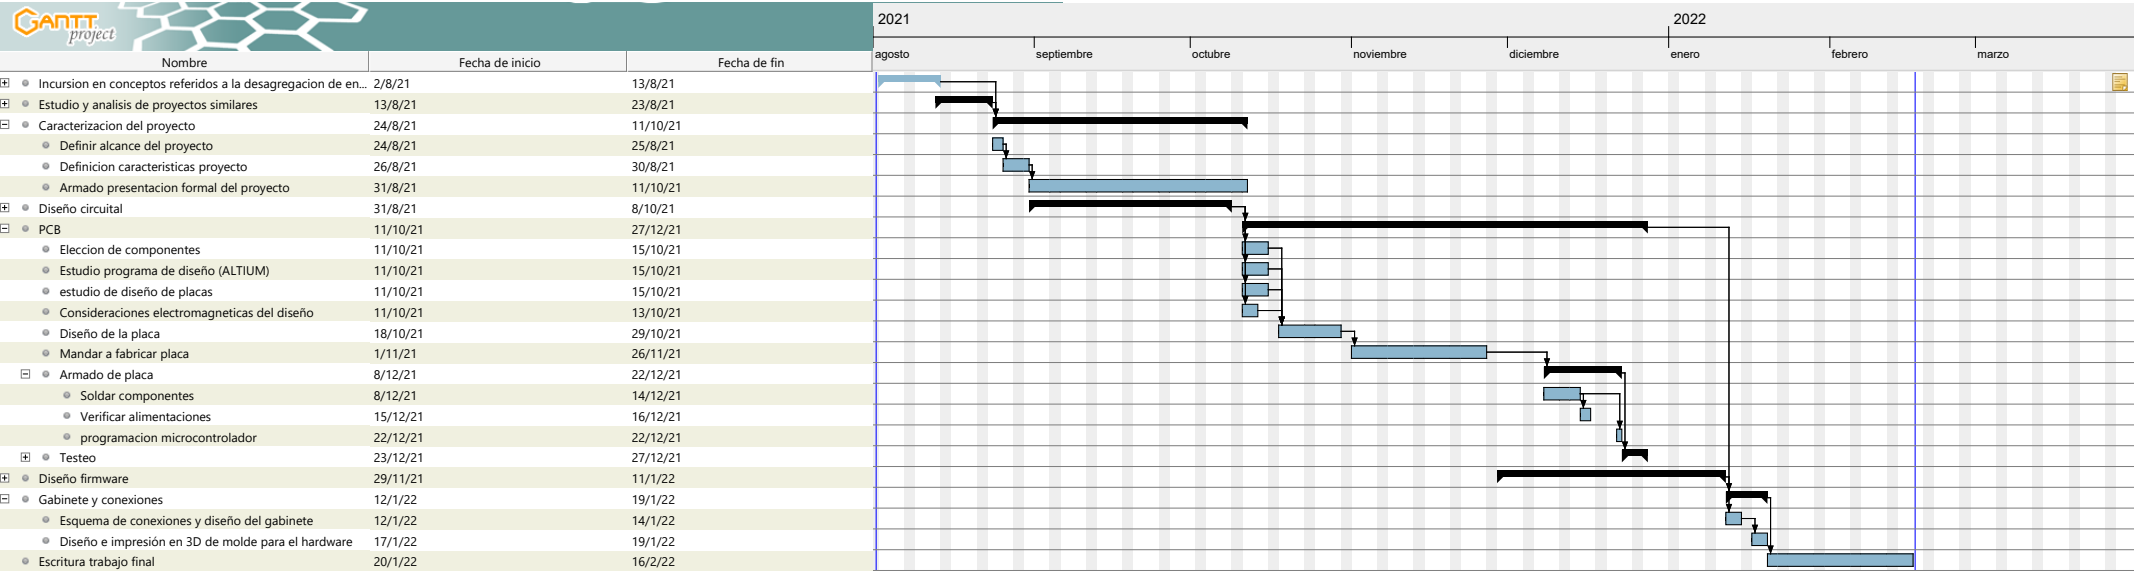 GANTT
project
2021
2022
agosto septiembre octubre noviembre diciembre enero febrero marzo
Nombre Fecha de inicio Fecha de fin
Incursion en conceptos referidos a la desagregacion de en... 2/8/21 13/8/21
Estudio y analisis de proyectos similares 13/8/21 23/8/21
Caracterizacion del proyecto 24/8/21 11/10/21
Definir alcance del proyecto 24/8/21 25/8/21
Definicion caracteristicas proyecto 26/8/21 30/8/21
Armado presentacion formal del proyecto 31/8/21 11/10/21
Diseño circuital 31/8/21 8/10/21
PCB 11/10/21 27/12/21
Eleccion de componentes 11/10/21 15/10/21
Estudio programa de diseño (ALTIUM) 11/10/21 15/10/21
estudio de diseño de placas 11/10/21 15/10/21
Consideraciones electromagneticas del diseño 11/10/21 13/10/21
Diseño de la placa 18/10/21 29/10/21
Mandar a fabricar placa 1/11/21 26/11/21
Armado de placa 8/12/21 22/12/21
Soldar componentes 8/12/21 14/12/21
Verificar alimentaciones 15/12/21 16/12/21
programacion microcontrolador 22/12/21 22/12/21
Testeo 23/12/21 27/12/21
Diseño firmware 29/11/21 11/1/22
Gabinete y conexiones 12/1/22 19/1/22
Esquema de conexiones y diseño del gabinete 12/1/22 14/1/22
Diseño e impresión en 3D de molde para el hardware 17/1/22 19/1/22
Escritura trabajo final 20/1/22 16/2/22